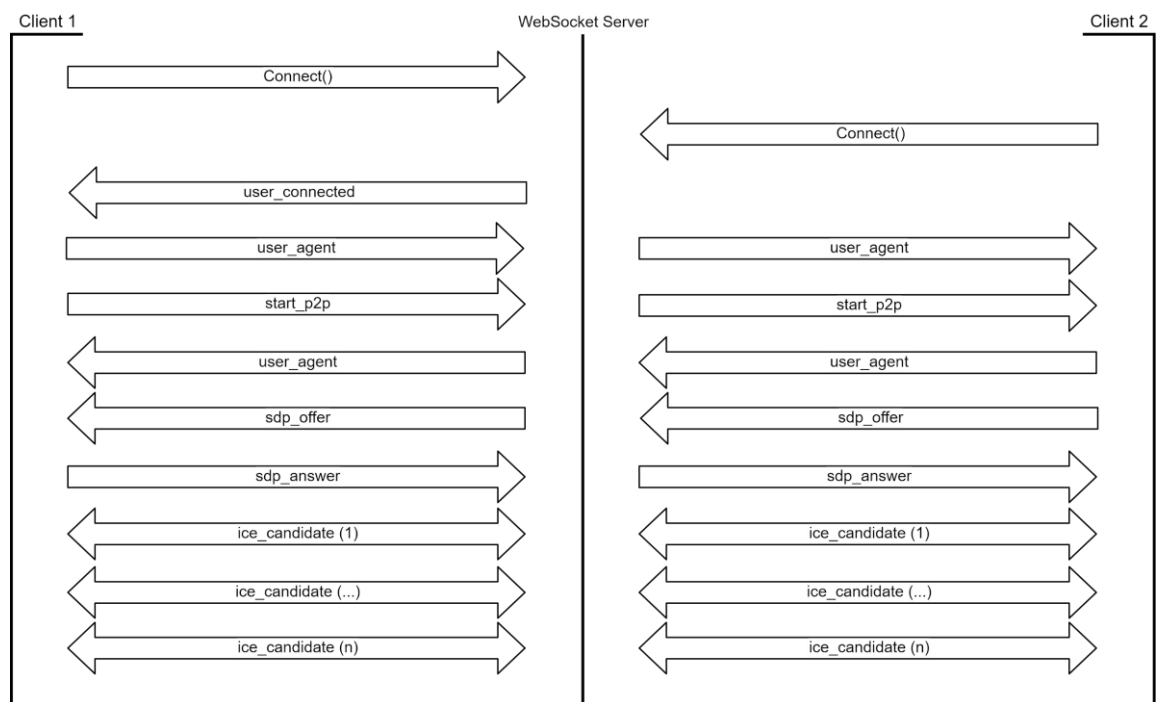 Client 1
WebSocket Server
Client 2
Connect()
Connect()
user_connected
user_agent
user_agent
start_p2p
start_p2p
user_agent
user_agent
sdp_offer
sdp_offer
sdp_answer
sdp_answer
ice_candidate (1)
ice_candidate (1)
ice_candidate (...)
ice_candidate (...)
ice_candidate (n)
ice_candidate (n)